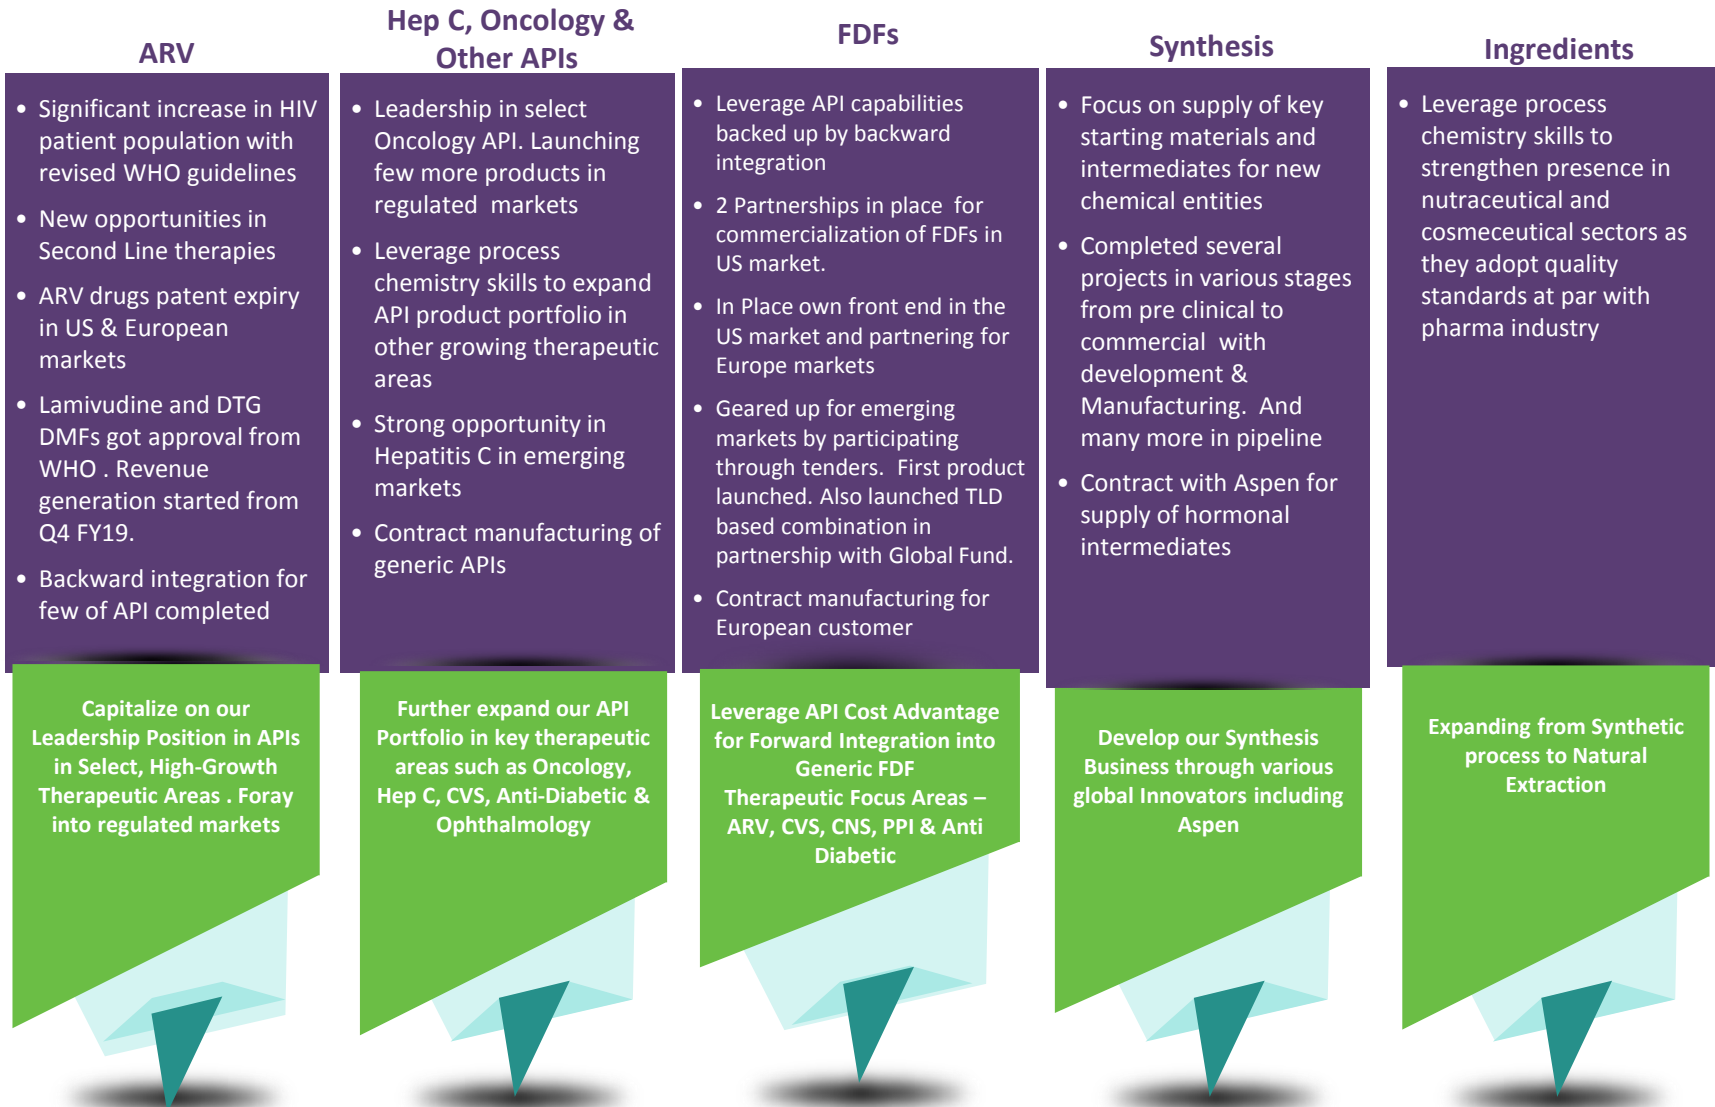 ARV
• Significant increase in HIV
patient population with
revised WHO guidelines
• New opportunities in
Second Line therapies
• ARV drugs patent expiry
in US & European
markets
• Lamivudine and DTG
DMFs got approval from
WHO . Revenue
generation started from
Q4 FY19.
• Backward integration for
few of API completed
Capitalize on our
Leadership Position in APIs
in Select, High-Growth
Therapeutic Areas . Foray
into regulated markets
Hep C, Oncology &
Other APIs
• Leadership in select
Oncology API. Launching
few more products in
regulated markets
• Leverage process
chemistry skills to expand
API product portfolio in
other growing therapeutic
areas
• Strong opportunity in
Hepatitis C in emerging
markets
• Contract manufacturing of
generic APIs
Further expand our API
Portfolio in key therapeutic
areas such as Oncology,
Hep C, CVS, Anti-Diabetic &
Ophthalmology
FDFs
• Leverage API capabilities
backed up by backward
integration
• 2 Partnerships in place for
commercialization of FDFs in
US market.
• In Place own front end in the
US market and partnering for
Europe markets
• Geared up for emerging
markets by participating
through tenders. First product
launched. Also launched TLD
based combination in
partnership with Global Fund.
• Contract manufacturing for
European customer
Leverage API Cost Advantage
for Forward Integration into
Generic FDF
Therapeutic Focus Areas –
ARV, CVS, CNS, PPI & Anti
Diabetic
Synthesis
• Focus on supply of key
starting materials and
intermediates for new
chemical entities
• Completed several
projects in various stages
from pre clinical to
commercial with
development &
Manufacturing. And
many more in pipeline
• Contract with Aspen for
supply of hormonal
intermediates
Develop our Synthesis
Business through various
global Innovators including
Aspen
Ingredients
• Leverage process
chemistry skills to
strengthen presence in
nutraceutical and
cosmeceutical sectors as
they adopt quality
standards at par with
pharma industry
Expanding from Synthetic
process to Natural
Extraction